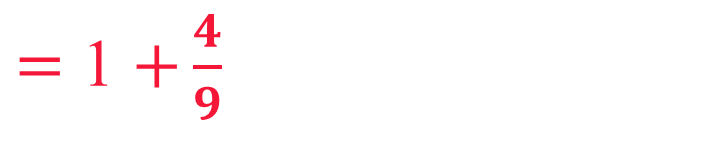 = 1 + 4/9